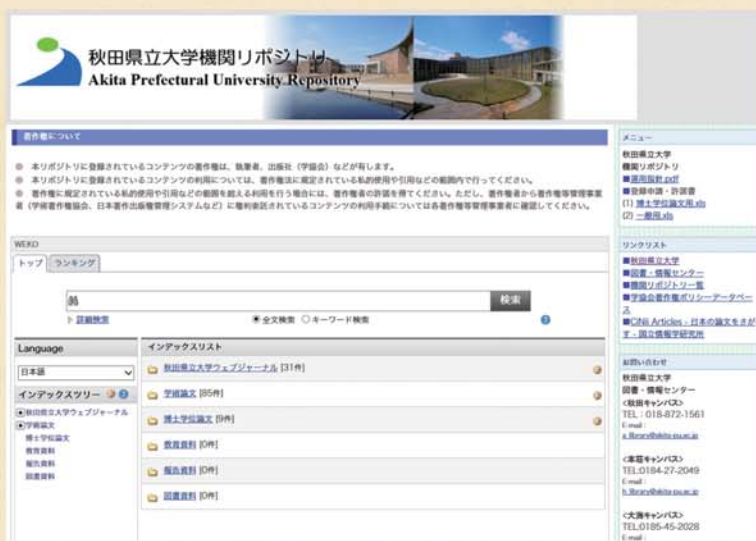 秋田県立大学機関リポジトリ
Akita Prefectural University Repository
著作権について
本リポジトリに登録されているコンテンツの著作権は、執筆者、出版社（学協会）などが有します。
本リポジトリに登録されているコンテンツの利用については、著作権法に規定されている私的使用や引用などの範囲内で行ってください。
著作権に規定されている私的使用や引用などの範囲を超える利用を行う場合には、著作権者の許諾を得てください。ただし、著作権者から著作権等管理事業
者（学術著作権協会、日本著作出版権管理システムなど）に権利委託されているコンテンツの利用手続については各著作権等管理事業者に確認してください。
WEKO
トップ ランキング
検索
詳細検索 全文検索 キーワード検索
Language
日本語
インデックスツリー
秋田県立大学ウェブジャーナル
学術論文
博士学位論文
教育資料
報告資料
図書資料
インデックスリスト
秋田県立大学ウェブジャーナル [31件]
学術論文 [85件]
博士学位論文 [9件]
教育資料 [0件]
報告資料 [0件]
図書資料 [0件]
メニュー
秋田県立大学
機関リポジトリ
■運用指針.pdf
■登録申請・許諾書
(1) 博士学位論文用.xls
(2) 一般用.xls
リンクリスト
■秋田県立大学
■図書・情報センター
■機関リポジトリ一覧
■学協会著作権ポリシーデータベー
ス
■CiNii Articles - 日本の論文をさが
す - 国立情報学研究所
お問い合わせ
秋田県立大学
図書・情報センター
<秋田キャンパス>
TEL：018-872-1561
E-mail :
a_library@akita-pu.ac.jp
<本荘キャンパス>
TEL:0184-27-2049
E-mail :
h_library@akita-pu.ac.jp
<大潟キャンパス>
TEL:0185-45-2028
E-mail :